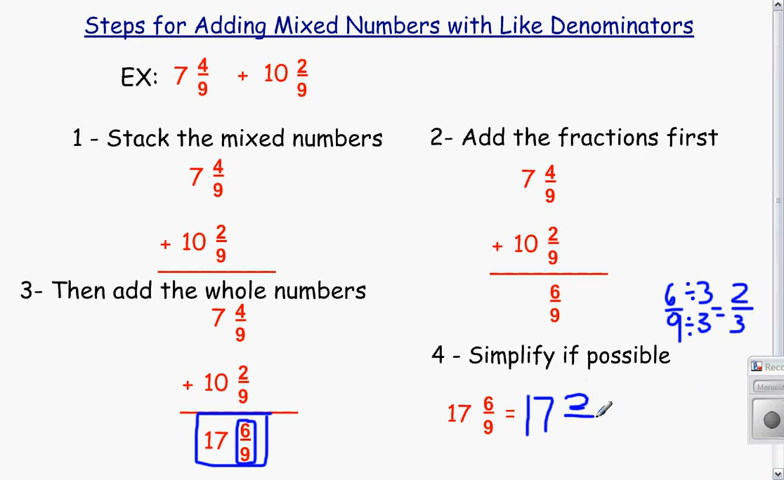 Steps for Adding Mixed Numbers with Like Denominators
EX: 7 4/9 + 10 2/9
1 - Stack the mixed numbers
7 4/9
+ 10 2/9
2- Add the fractions first
7 4/9
+ 10 2/9
6/9
3- Then add the whole numbers
7 4/9
+ 10 2/9
17 6/9
6÷3/9÷3 = 2/3
4 - Simplify if possible
17 6/9 = 17 2
Reco